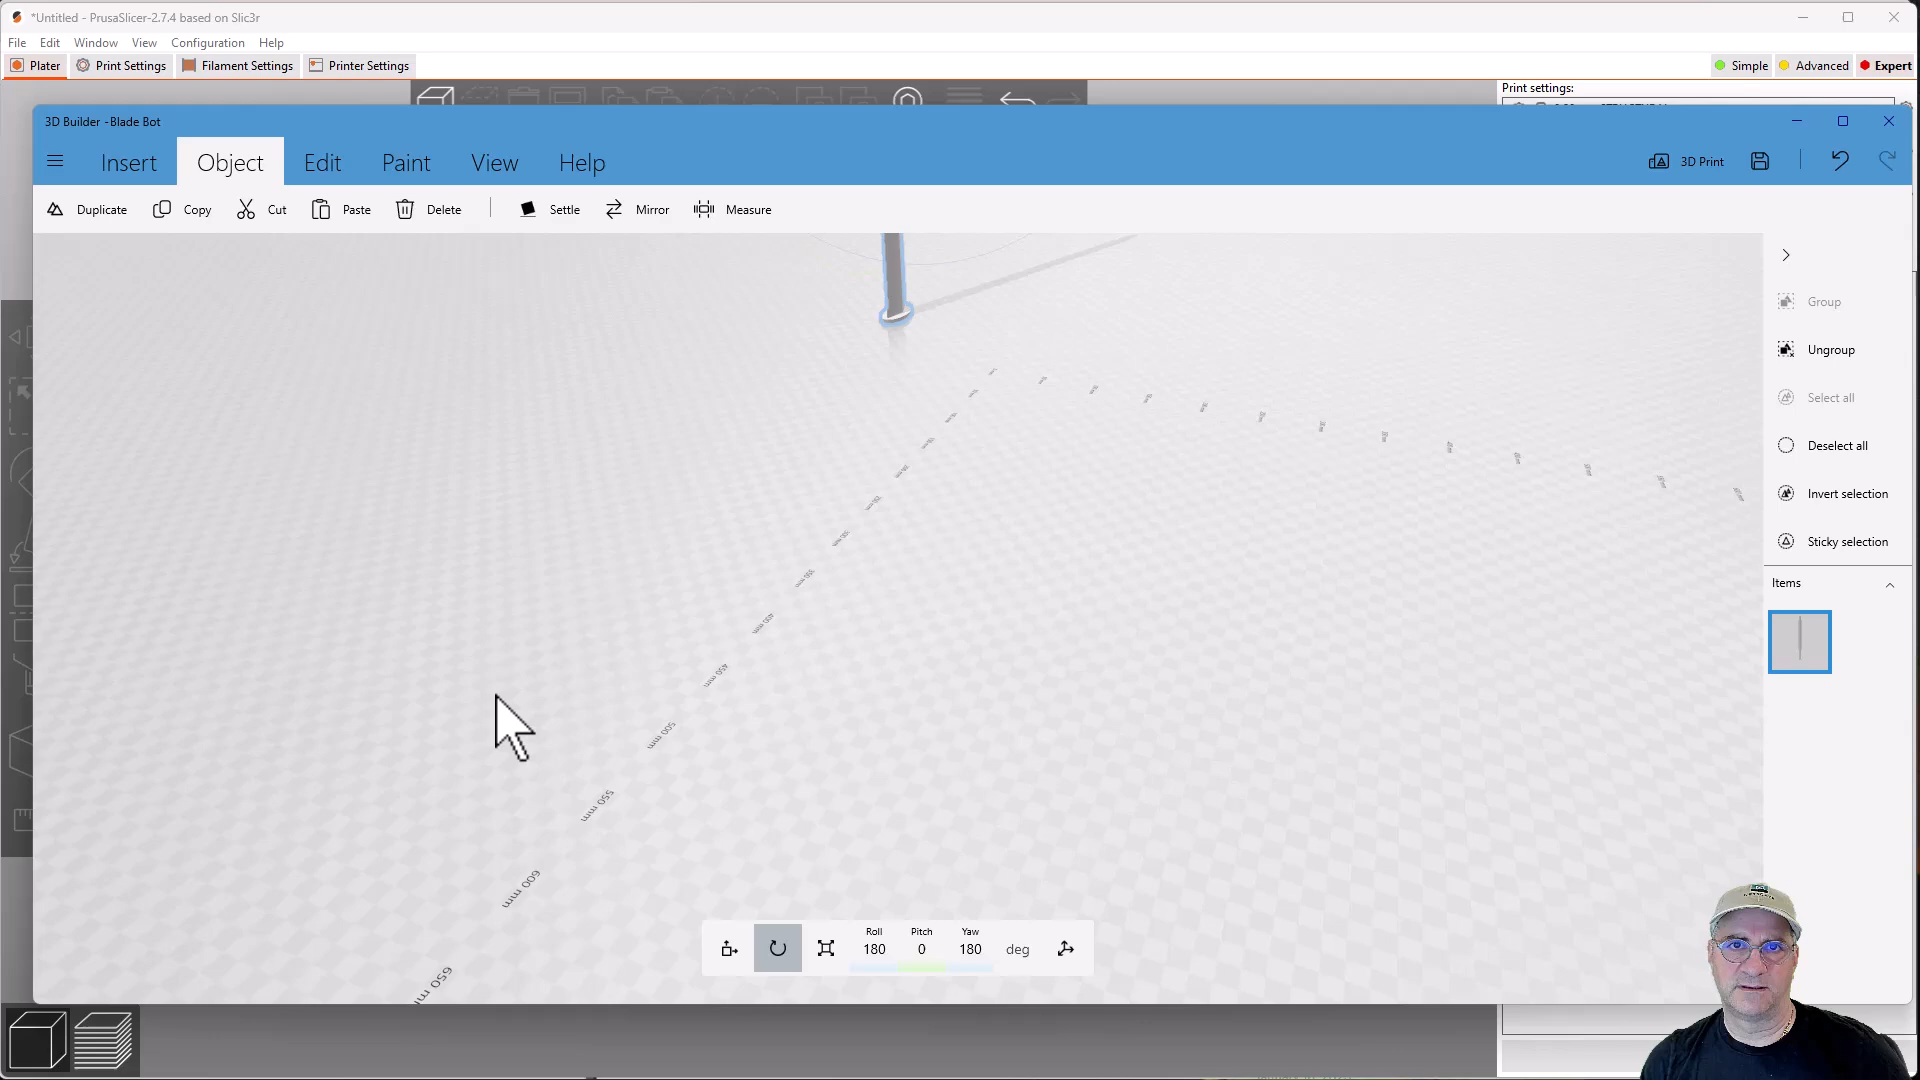 *Untitled - PrusaSlicer-2.7.4 based on Slic3r
File Edit Window View Configuration Help
Plater Print Settings Filament Settings Printer Settings Simple Advanced Expert
Print settings:
3D Builder - Blade Bot
Insert Object Edit Paint View Help 3D Print
Duplicate Copy Cut Paste Delete Settle Mirror Measure
Group
Ungroup
Select all
Deselect all
Invert selection
Sticky selection
Items
400 mm
450 mm
500 mm
550 mm
600 mm
650 m
Roll Pitch Yaw
180 0 180 deg